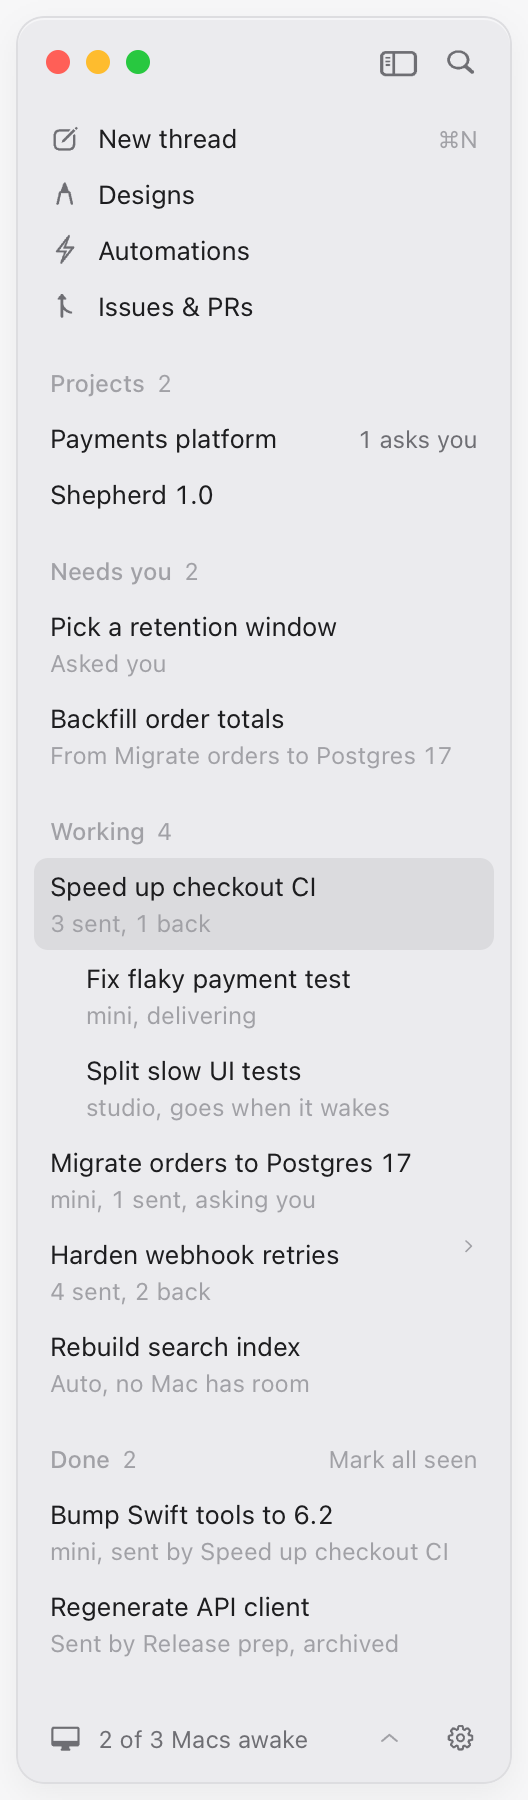 New thread ⌘N
Designs
Automations
Issues & PRs
Projects 2
Payments platform 1 asks you
Shepherd 1.0
Needs you 2
Pick a retention window
Asked you
Backfill order totals
From Migrate orders to Postgres 17
Working 4
Speed up checkout CI
3 sent, 1 back
Fix flaky payment test
mini, delivering
Split slow UI tests
studio, goes when it wakes
Migrate orders to Postgres 17
mini, 1 sent, asking you
Harden webhook retries
4 sent, 2 back
Rebuild search index
Auto, no Mac has room
Done 2 Mark all seen
Bump Swift tools to 6.2
mini, sent by Speed up checkout CI
Regenerate API client
Sent by Release prep, archived
2 of 3 Macs awake